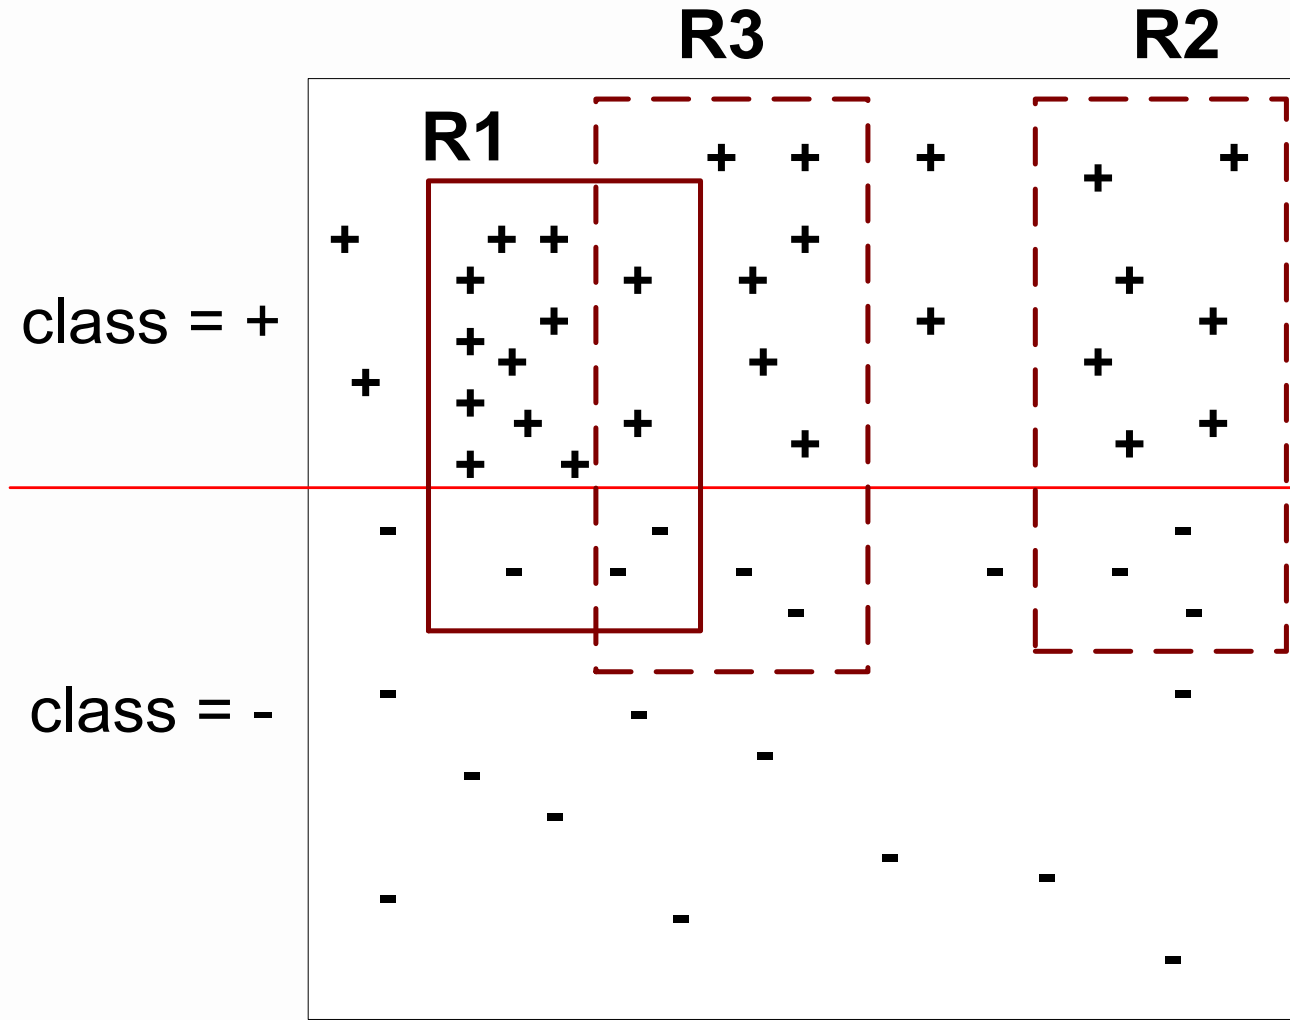 R3 R2
R1
class = +
class = -